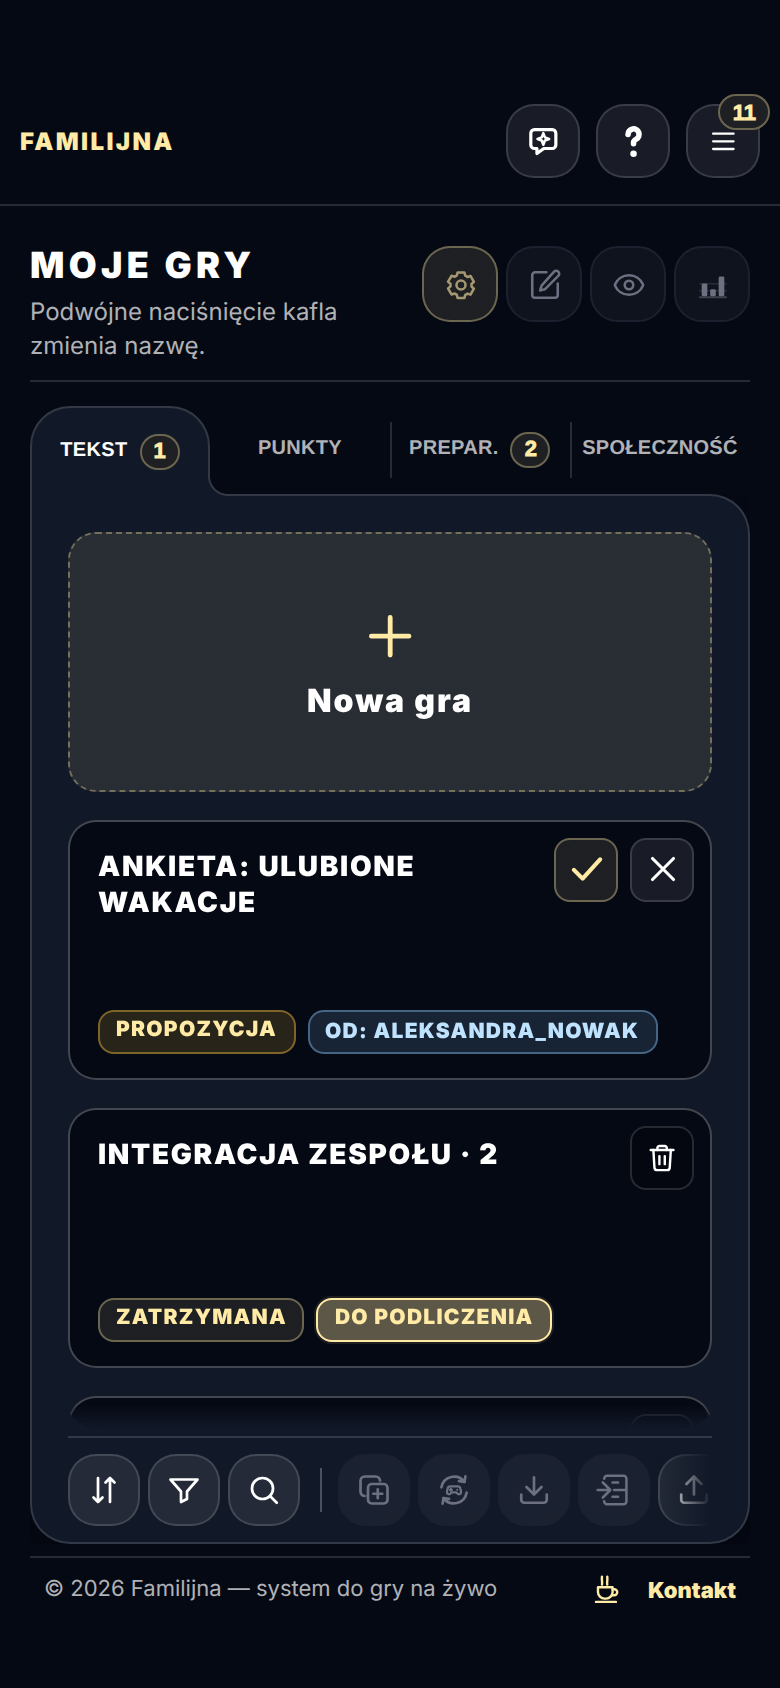 FAMILIJNA
11
MOJE GRY
Podwójne naciśnięcie kafla
zmienia nazwę.
TEKST 1
PUNKTY
PREPAR. 2
SPOŁECZNOŚĆ
Nowa gra
ANKIETA: ULUBIONE
WAKACJE
PROPOZYCJA
OD: ALEKSANDRA_NOWAK
INTEGRACJA ZESPOŁU · 2
ZATRZYMANA
DO PODLICZENIA
© 2026 Familijna — system do gry na żywo
Kontakt